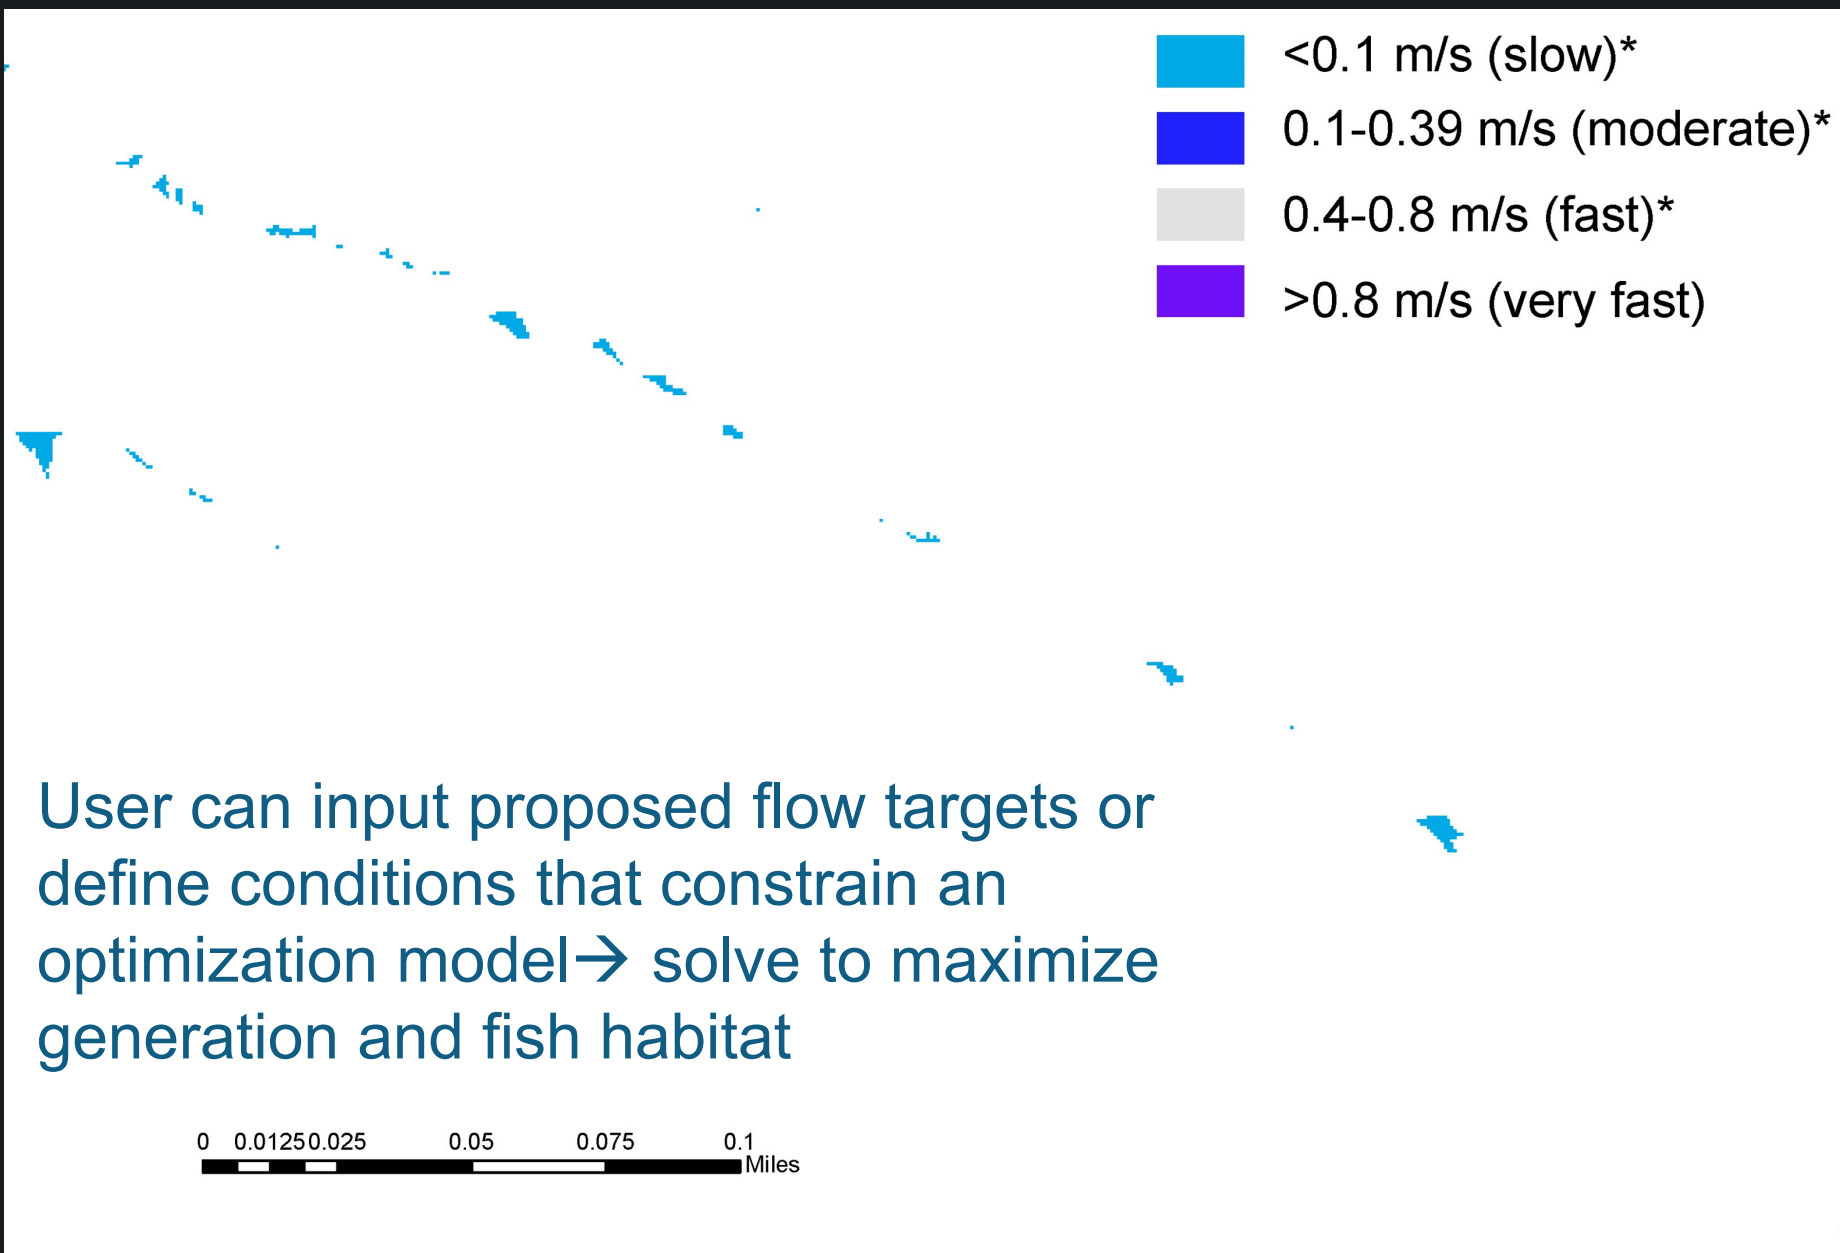 <0.1 m/s (slow)*
0.1-0.39 m/s (moderate)*
0.4-0.8 m/s (fast)*
>0.8 m/s (very fast)
User can input proposed flow targets or
define conditions that constrain an
optimization model→ solve to maximize
generation and fish habitat
0 0.0125 0.025 0.05 0.075 0.1
Miles